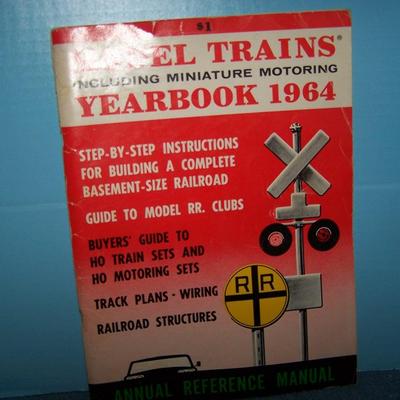 $1
TRAINS®
INCLUDING MINIATURE MOTORING
YEARBOOK 1964
STEP-BY-STEP INSTRUCTIONS
FOR BUILDING A COMPLETE
BASEMENT-SIZE RAILROAD
GUIDE TO MODEL RR. CLUBS
BUYERS' GUIDE TO
HO TRAIN SETS AND
HO MOTORING SETS
TRACK PLANS - WIRING
RAILROAD STRUCTURES
R R
ANNUAL REFERENCE MANUAL